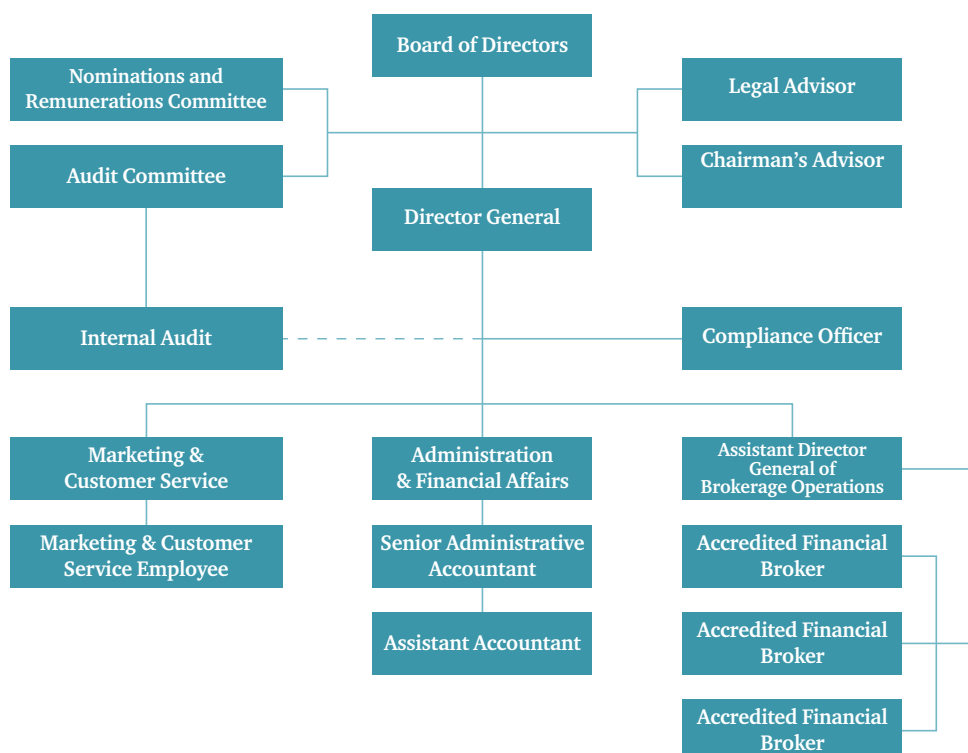 Board of Directors
Nominations and
Remunerations Committee
Legal Advisor
Audit Committee
Chairman's Advisor
Director General
Internal Audit
Compliance Officer
Marketing &
Customer Service
Administration
& Financial Affairs
Assistant Director
General of
Brokerage Operations
Marketing & Customer
Service Employee
Senior Administrative
Accountant
Accredited Financial
Broker
Assistant Accountant
Accredited Financial
Broker
Accredited Financial
Broker